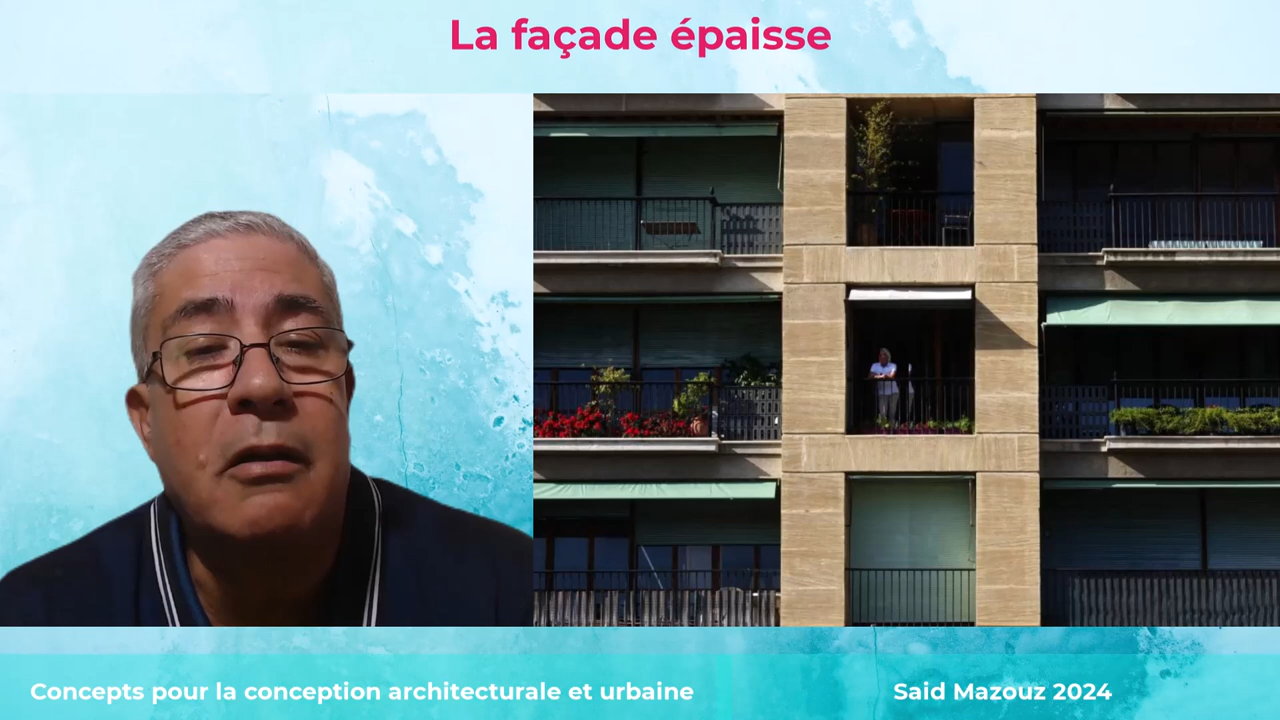 La façade épaisse
Concepts pour la conception architecturale et urbaine
Said Mazouz 2024